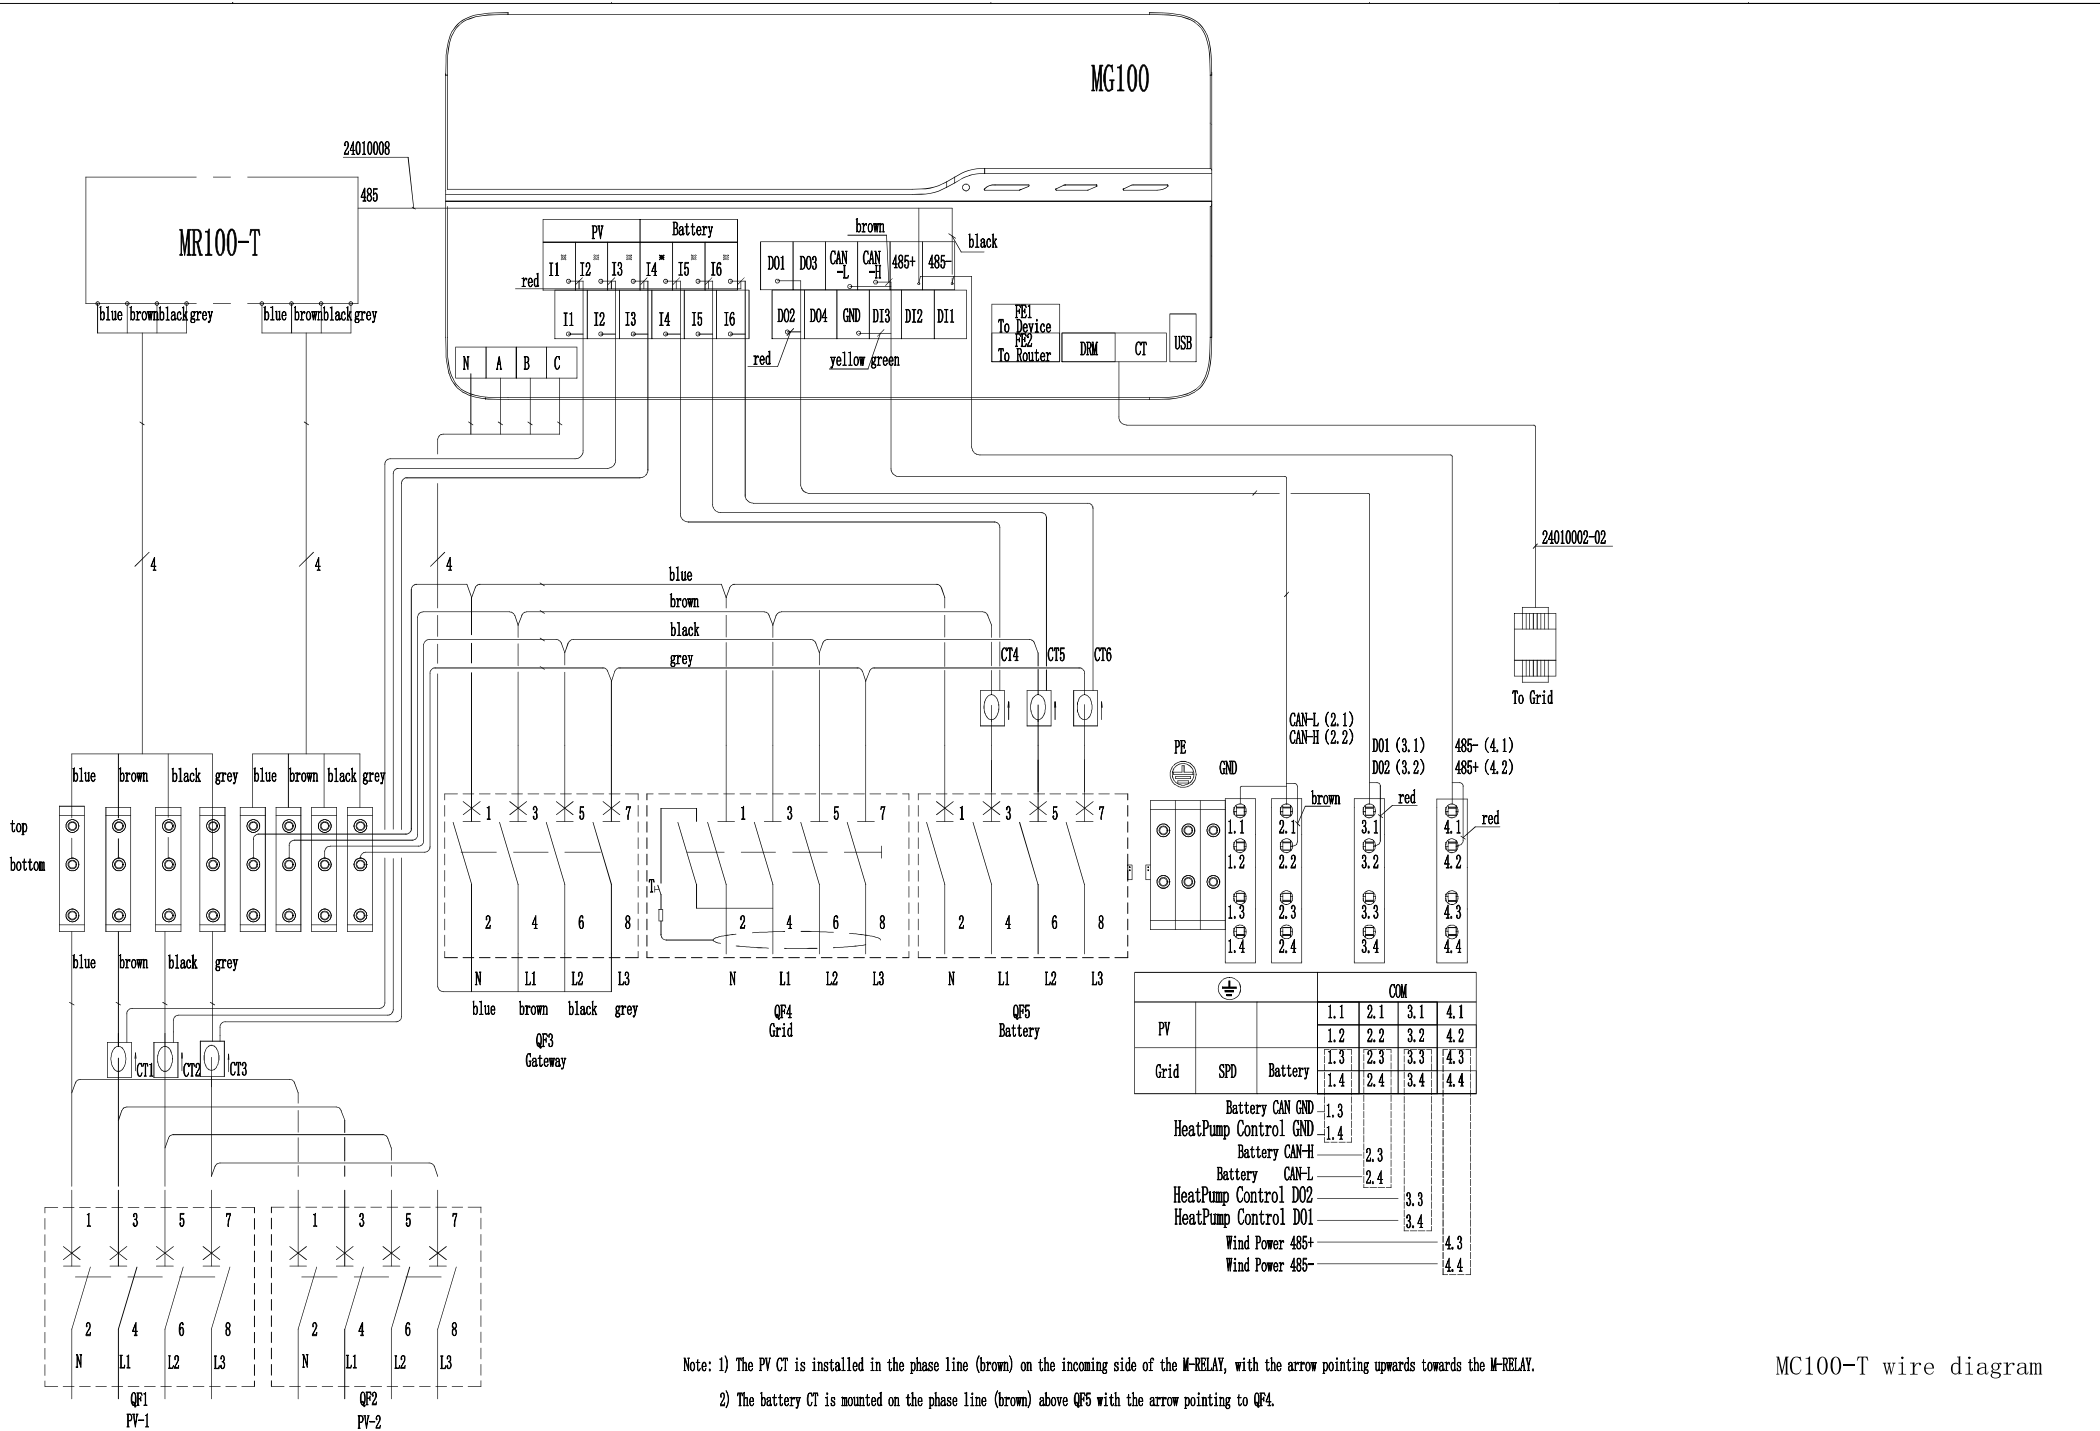 MG100
24010008
485
MR100-T
blue brown black grey
blue brown black grey
PV Battery
I1 I2 I3 I4 I5 I6
red
I1 I2 I3 I4 I5 I6
brown
black
DO1 DO3 CAN-L CAN-H 485+ 485-
DO2 DO4 GND DI3 DI2 DI1
red
yellow green
FE1
To Device
FE2
To Router
DRM CT USB
N A B C
4 4 4
24010002-02
To Grid
blue
brown
black
grey
CT4 CT5 CT6
CAN-L (2.1)
CAN-H (2.2)
DO1 (3.1)
DO2 (3.2)
485- (4.1)
485+ (4.2)
PE
GND
brown
red
red
blue brown black grey blue brown black grey
top
bottom
1 3 5 7
2 4 6 8
N L1 L2 L3
blue brown black grey
QF3
Gateway
1 3 5 7
T
2 4 6 8
N L1 L2 L3
QF4
Grid
1 3 5 7
2 4 6 8
N L1 L2 L3
QF5
Battery
1.1 2.1 3.1 4.1
1.2 2.2 3.2 4.2
1.3 2.3 3.3 4.3
1.4 2.4 3.4 4.4
blue brown black grey
CT1 CT2 CT3
COM
PV
1.1 2.1 3.1 4.1
1.2 2.2 3.2 4.2
Grid SPD Battery
1.3 2.3 3.3 4.3
1.4 2.4 3.4 4.4
Battery CAN GND 1.3
HeatPump Control GND 1.4
Battery CAN-H 2.3
Battery CAN-L 2.4
HeatPump Control DO2 3.3
HeatPump Control DO1 3.4
Wind Power 485+ 4.3
Wind Power 485- 4.4
1 3 5 7
2 4 6 8
N L1 L2 L3
QF1
PV-1
1 3 5 7
2 4 6 8
N L1 L2 L3
QF2
PV-2
Note: 1) The PV CT is installed in the phase line (brown) on the incoming side of the M-RELAY, with the arrow pointing upwards towards the M-RELAY.
2) The battery CT is mounted on the phase line (brown) above QF5 with the arrow pointing to QF4.
MC100-T wire diagram